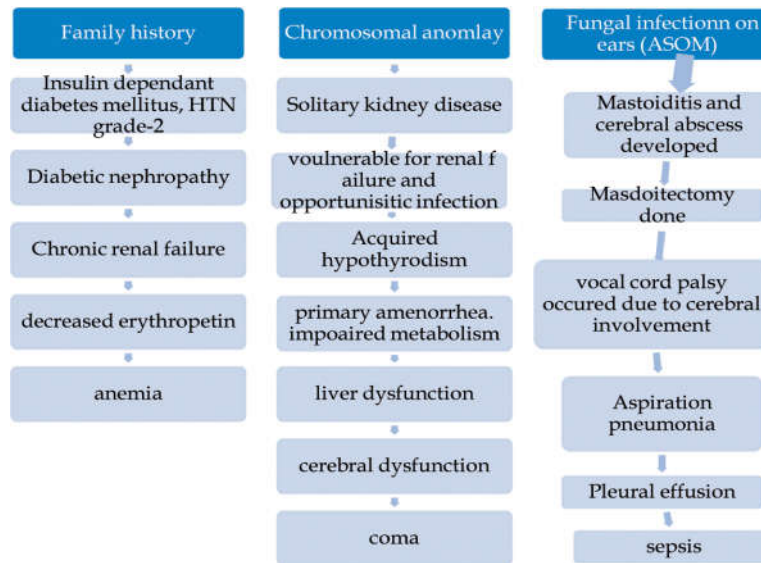 Family history
Insulin dependant
diabetes mellitus, HTN
grade-2
Diabetic nephropathy
Chronic renal failure
decreased erythropetin
anemia
Chromosomal anomlay
Solitary kidney disease
voulnerable for renal f
ailure and
opportunisitic infection
Acquired
hypothyrodism
primary amenorrhea.
impoaired metabolism
liver dysfunction
cerebral dysfunction
coma
Fungal infectionn on
ears (ASOM)
Mastoiditis and
cerebral abscess
developed
Masdoitectomy
done
vocal cord palsy
occured due to cerebral
involvement
Aspiration
pneumonia
Pleural effusion
sepsis